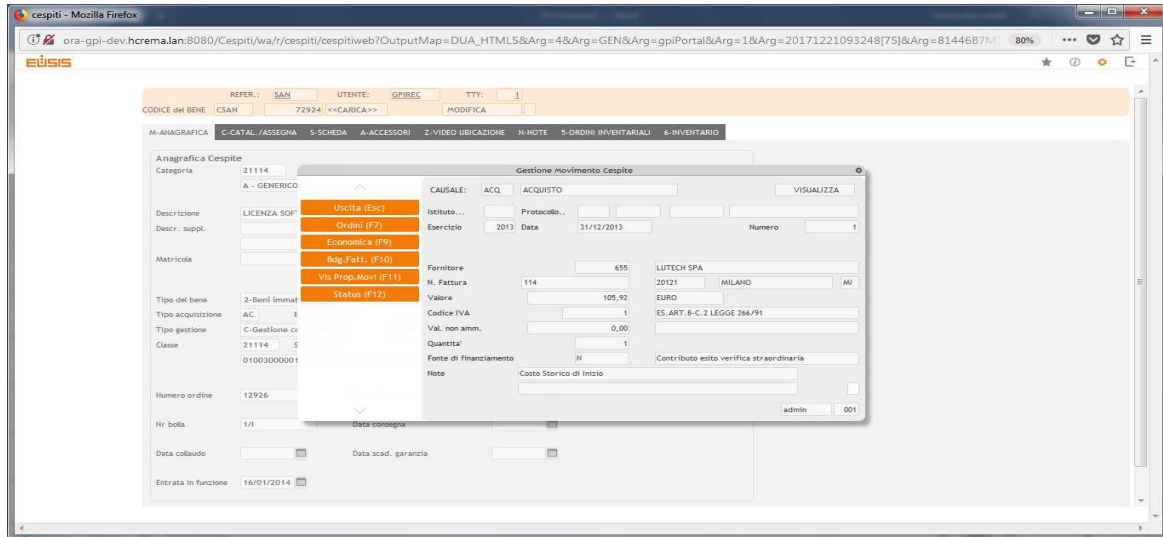 cespiti - Mozilla Firefox
ora-gpi-dev.hcrema.lan:8080/Cespiti/wa/r/cespiti/cespitiweb?OutputMap=DUA_HTML5&Arg=4&Arg=GEN&Arg=gpiPortal&Arg=1&Arg=20171221093248[75]&Arg=8144687M 80%
EUSIS
REFER.: SAN UTENTE: GPIREC TTY: 1
CODICE del BENE CSAN 72924 <<CARICA>> MODIFICA
M-ANAGRAFICA C-CATAL./ASSEGNA S-SCHEDA A-ACCESSORI Z-VIDEO UBICAZIONE N-NOTE 5-ORDINI INVENTARIALI 6-INVENTARIO
Anagrafica Cespite
Categoria 21114
A - GENERICO
Descrizione LICENZA SOF
Descr. suppl.
Matricola
Tipo del bene 2-Beni immat
Tipo acquisizione AC
Tipo gestione C-Gestione ce
Classe 21114 S
01003000001
Numero ordine 12926
Nr bolla 1/I Data consegna
Data collaudo Data scad. garanzia
Entrata in funzione 16/01/2014
Gestione Movimento Cespite
Uscita (Esc)
Ordini (F7)
Economica (F9)
Bdg.Fatt. (F10)
Vis Prop.Movi (F11)
Status (F12)
CAUSALE: ACQ ACQUISTO VISUALIZZA
Istituto... Protocollo..
Esercizio 2013 Data 31/12/2013 Numero 1
Fornitore 655 LUTECH SPA
N. Fattura 114 20121 MILANO MI
Valore 105,92 EURO
Codice IVA 1 ES.ART.8-C.2 LEGGE 266/91
Val. non amm. 0,00
Quantita' 1
Fonte di finanziamento N Contributo esito verifica straordinaria
Note Costo Storico di Inizio
admin 001